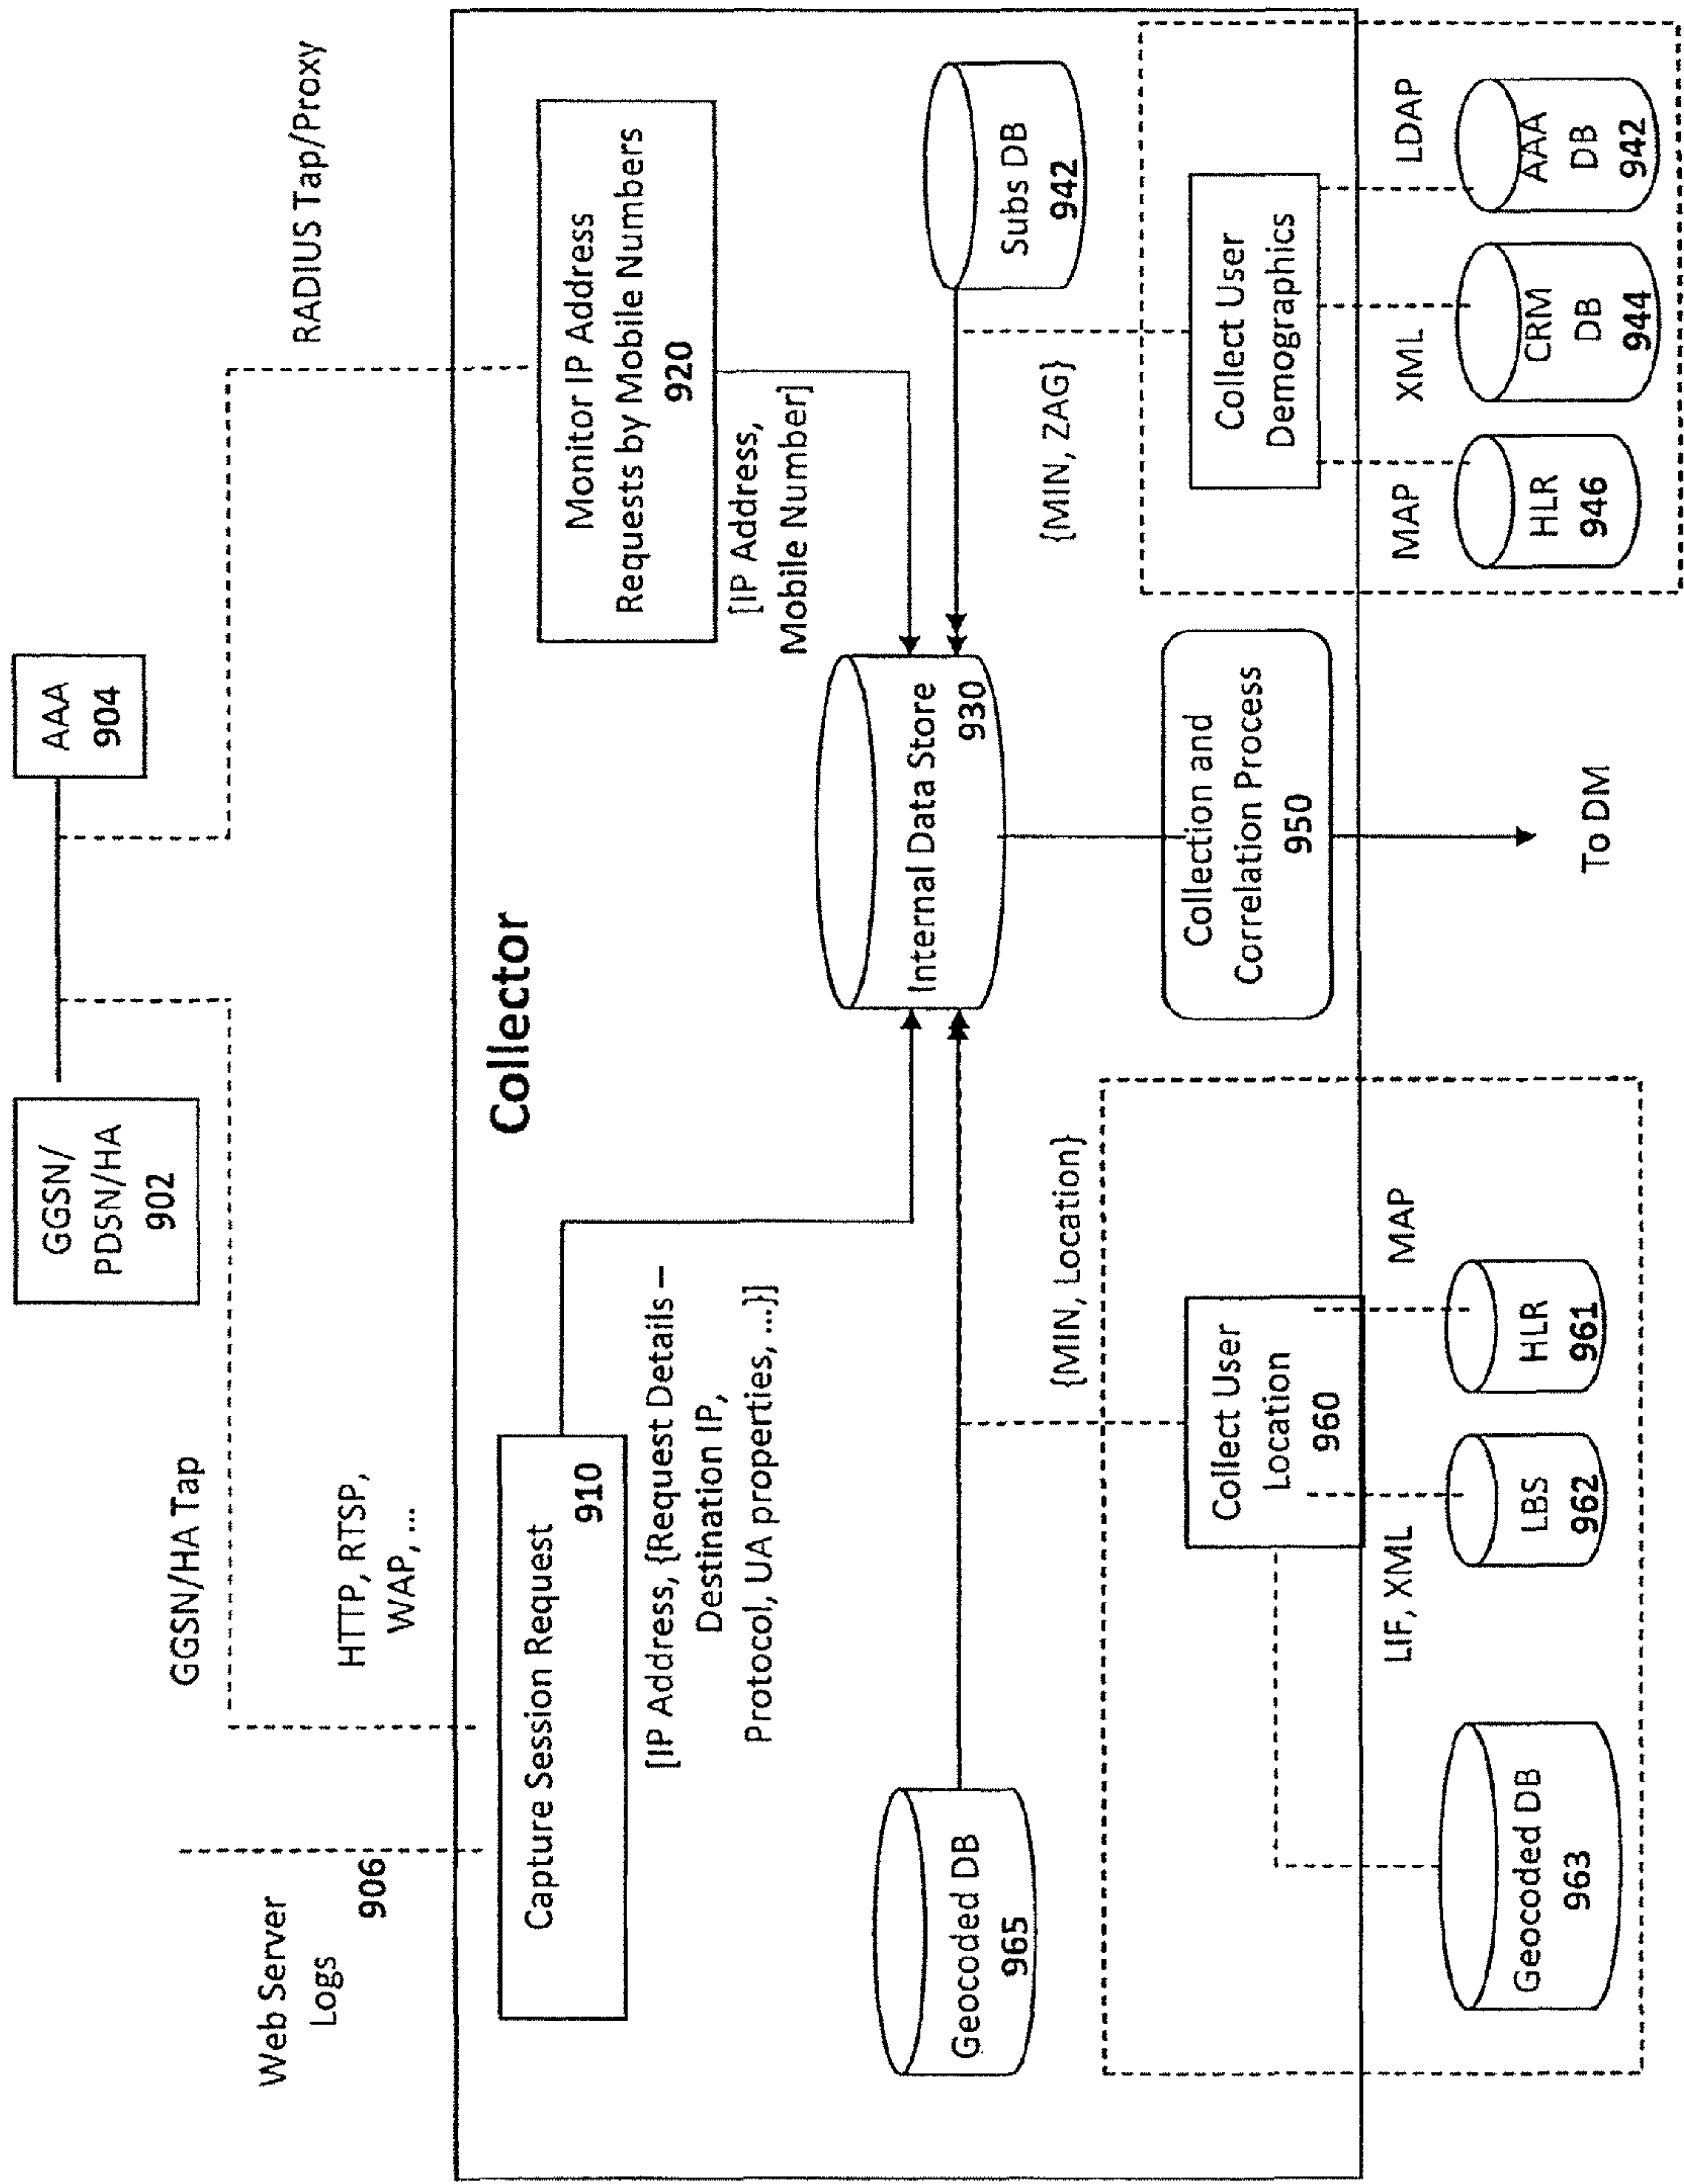 GGSN/
PDSN/HA
902
AAA
904
GGSN/HA Tap
RADIUS Tap/Proxy
Web Server
Logs
906
HTTP, RTSP,
WAP, ...
Collector
Capture Session Request
910
Monitor IP Address
Requests by Mobile Numbers
920
[IP Address, {Request Details –
Destination IP,
Protocol, UA properties, ...}]
[IP Address,
Mobile Number]
Geocoded DB
965
Internal Data Store
930
Subs DB
942
{MIN, Location}
{MIN, ZAG}
Collect User
Location
960
Collection and
Correlation Process
950
Collect User
Demographics
LIF, XML
MAP
MAP
XML
LDAP
Geocoded DB
963
LBS
962
HLR
961
To DM
HLR
946
CRM
DB
944
AAA
DB
942